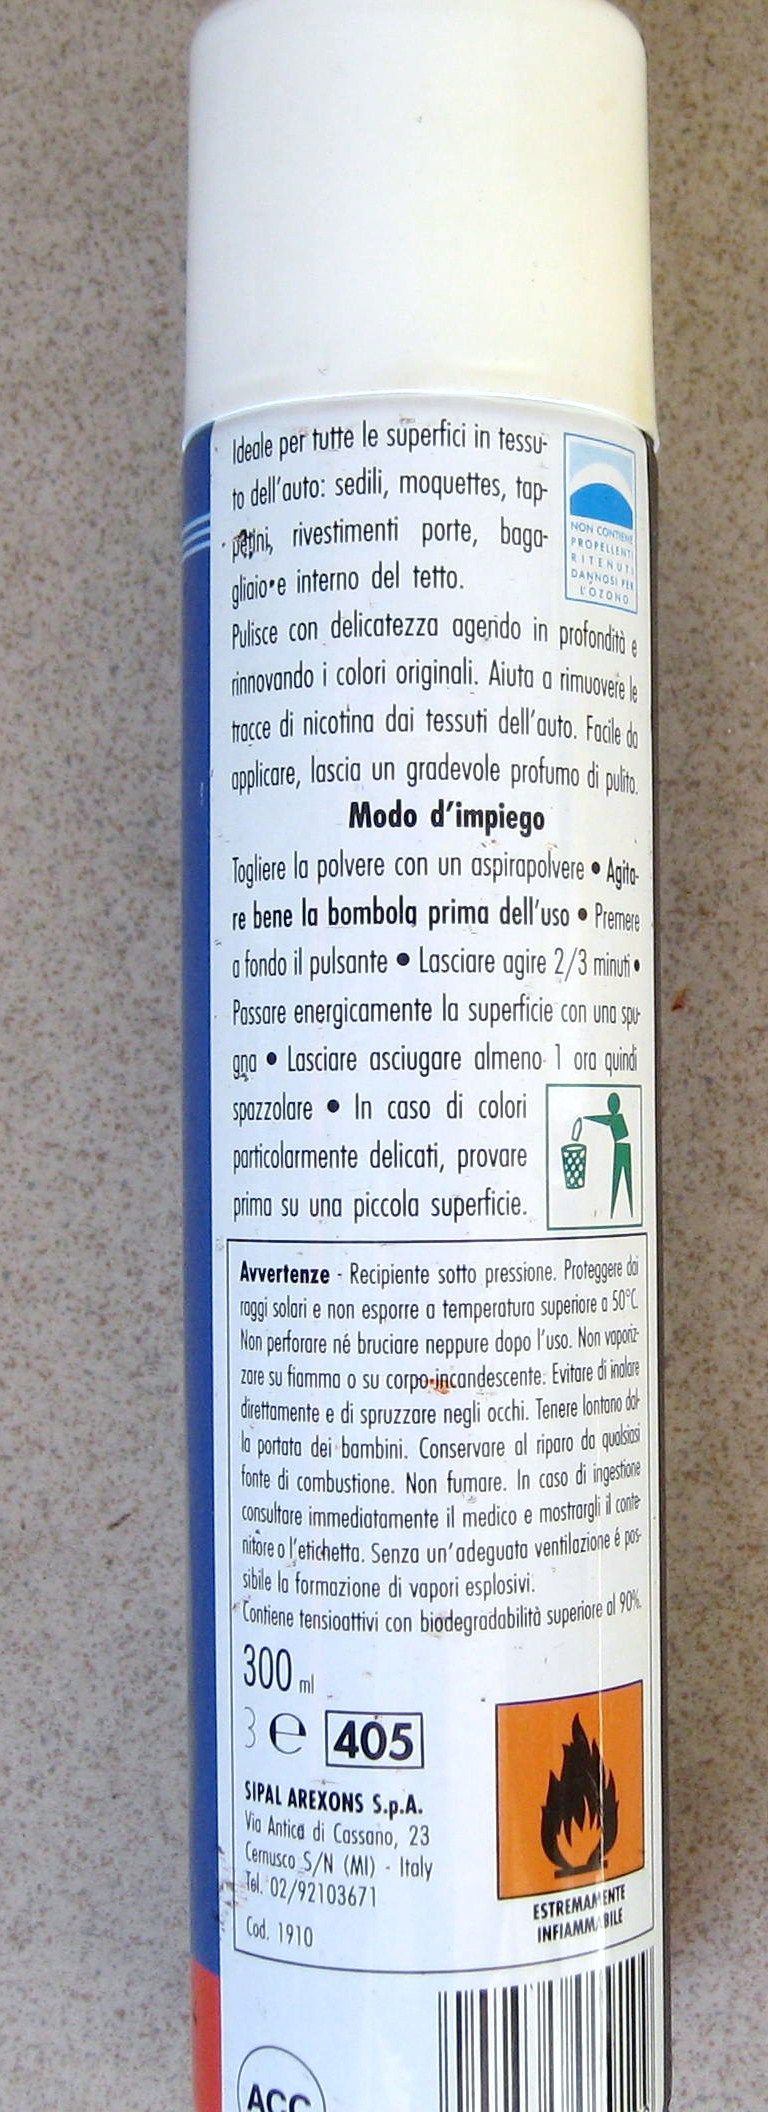 Ideale per tutte le superfici in tessu-
to dell'auto: sedili, moquettes, tap-
petini, rivestimenti porte, baga-
gliaio e interno del tetto.
NON CONTIENE
PROPELLENTI
RITENUTI
DANNOSI PER
L'OZONO
Pulisce con delicatezza agendo in profondità e
rinnovando i colori originali. Aiuta a rimuovere le
tracce di nicotina dai tessuti dell'auto. Facile da
applicare, lascia un gradevole profumo di pulito.
Modo d'impiego
Togliere la polvere con un aspirapolvere • Agita-
re bene la bombola prima dell'uso • Premere
a fondo il pulsante • Lasciare agire 2/3 minuti •
Passare energicamente la superficie con una spu-
gna • Lasciare asciugare almeno 1 ora quindi
spazzolare • In caso di colori
particolarmente delicati, provare
prima su una piccola superficie.
Avvertenze - Recipiente sotto pressione. Proteggere dai
raggi solari e non esporre a temperatura superiore a 50°C.
Non perforare né bruciare neppure dopo l'uso. Non vaporiz-
zare su fiamma o su corpo incandescente. Evitare di inalare
direttamente e di spruzzare negli occhi. Tenere lontano dal-
la portata dei bambini. Conservare al riparo da qualsiasi
fonte di combustione. Non fumare. In caso di ingestione
consultare immediatamente il medico e mostrargli il conte-
nitore o l'etichetta. Senza un'adeguata ventilazione é pos-
sibile la formazione di vapori esplosivi.
Contiene tensioattivi con biodegradabilità superiore al 90%.
300 ml
3 e 405
SIPAL AREXONS S.p.A.
Via Antica di Cassano, 23
Cernusco S/N (MI) - Italy
Tel. 02/92103671
Cod. 1910
ESTREMAMENTE
INFIAMMABILE
ACC